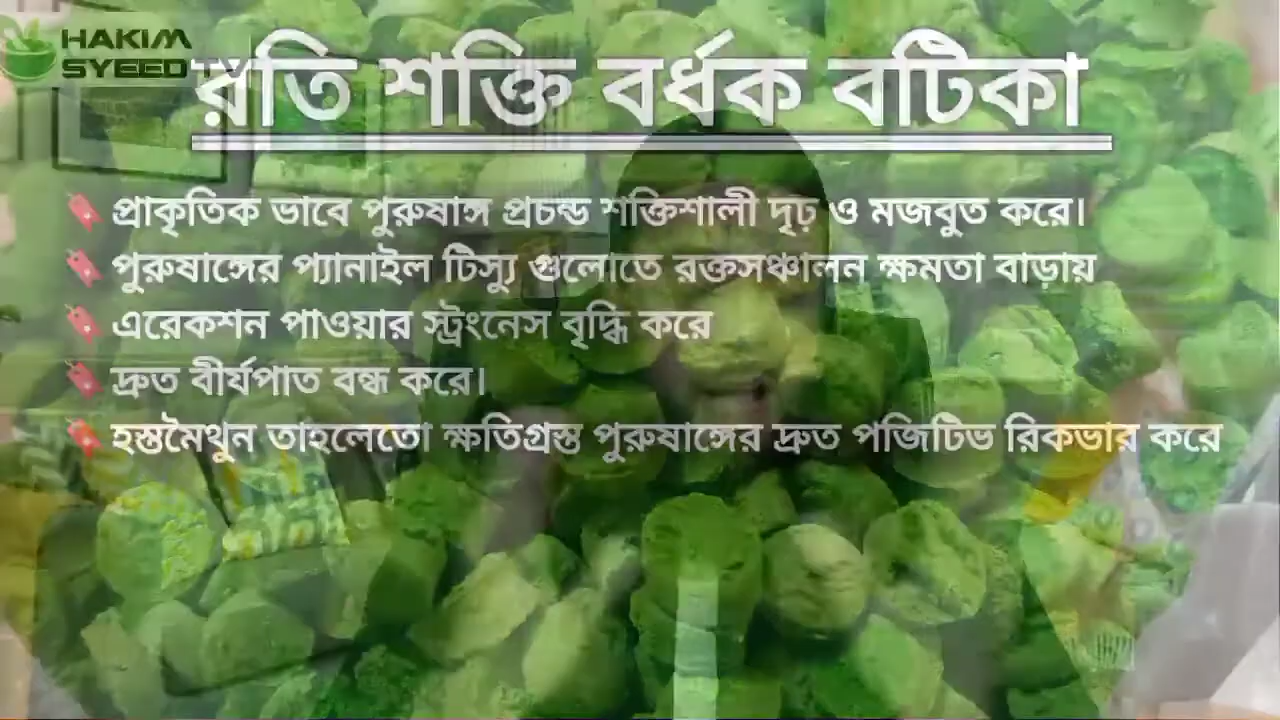 HAKIM
SYEED TV
রতি শক্তি বর্ধক বটিকা
প্রাকৃতিক ভাবে পুরুষাঙ্গ প্রচন্ড শক্তিশালী দৃঢ় ও মজবুত করে।
পুরুষাঙ্গের প্যানাইল টিস্যু গুলোতে রক্তসঞ্চালন ক্ষমতা বাড়ায়
এরেকশন পাওয়ার স্ট্রংনেস বৃদ্ধি করে
দ্রুত বীর্যপাত বন্ধ করে।
হস্তমৈথুন তাহলেতো ক্ষতিগ্রস্ত পুরুষাঙ্গের দ্রুত পজিটিভ রিকভার করে